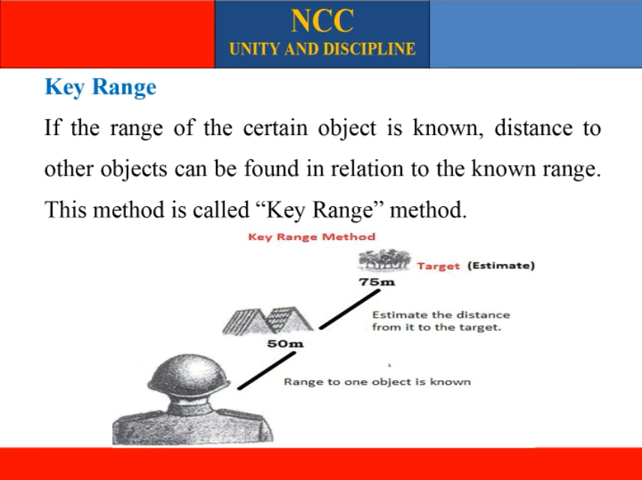 NCC
UNITY AND DISCIPLINE
Key Range
If the range of the certain object is known, distance to
other objects can be found in relation to the known range.
This method is called “Key Range” method.
Key Range Method
Target (Estimate)
75m
Estimate the distance
from it to the target.
50m
Range to one object is known